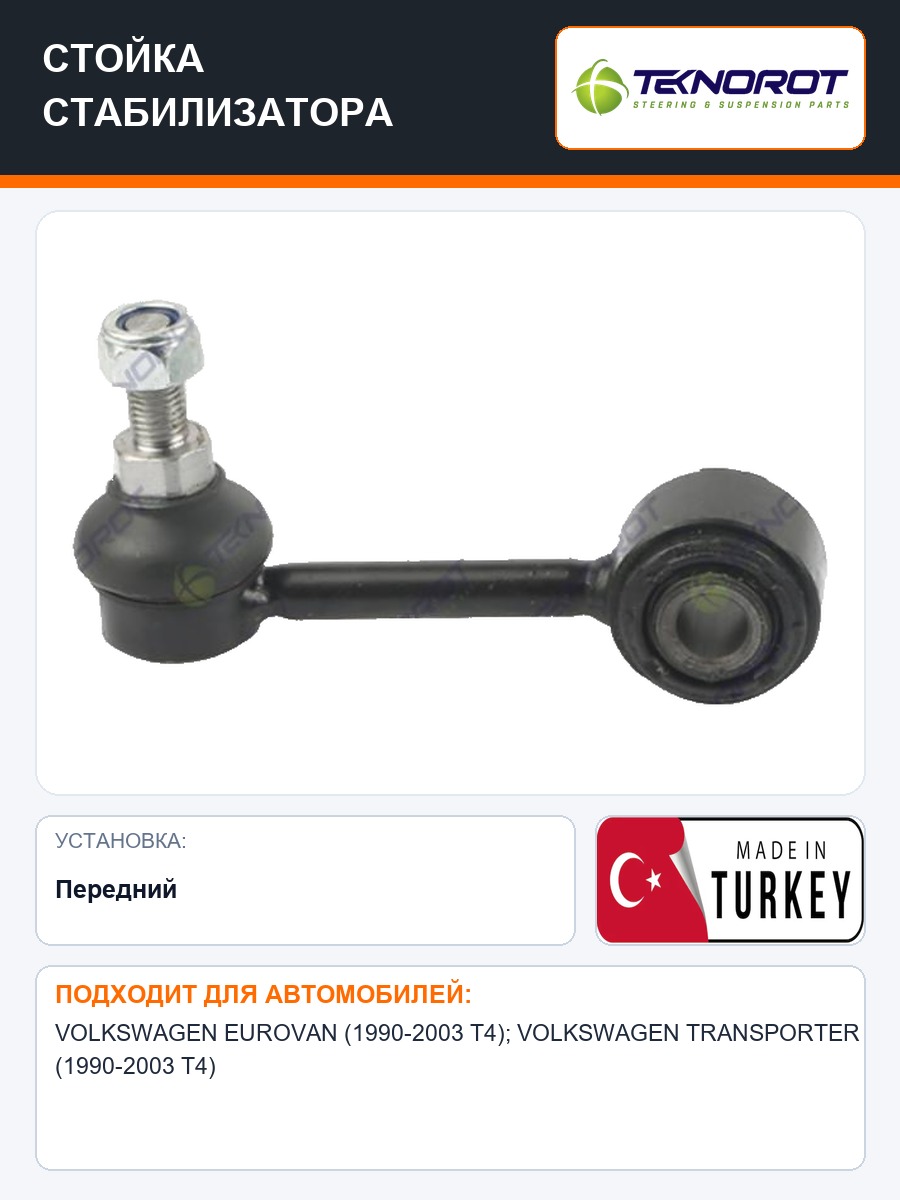 СТОЙКА
СТАБИЛИЗАТОРА
TEKNOROT
STEERING & SUSPENSION PARTS
УСТАНОВКА:
Передний
MADE IN
TURKEY
ПОДХОДИТ ДЛЯ АВТОМОБИЛЕЙ:
VOLKSWAGEN EUROVAN (1990-2003 T4); VOLKSWAGEN TRANSPORTER
(1990-2003 T4)